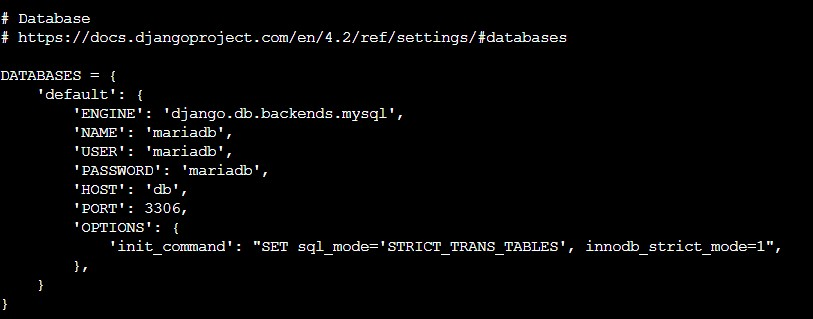 # Database
# https://docs.djangoproject.com/en/4.2/ref/settings/#databases

DATABASES = {
    'default': {
        'ENGINE': 'django.db.backends.mysql',
        'NAME': 'mariadb',
        'USER': 'mariadb',
        'PASSWORD': 'mariadb',
        'HOST': 'db',
        'PORT': 3306,
        'OPTIONS': {
            'init_command': "SET sql_mode='STRICT_TRANS_TABLES', innodb_strict_mode=1",
        },
    }
}